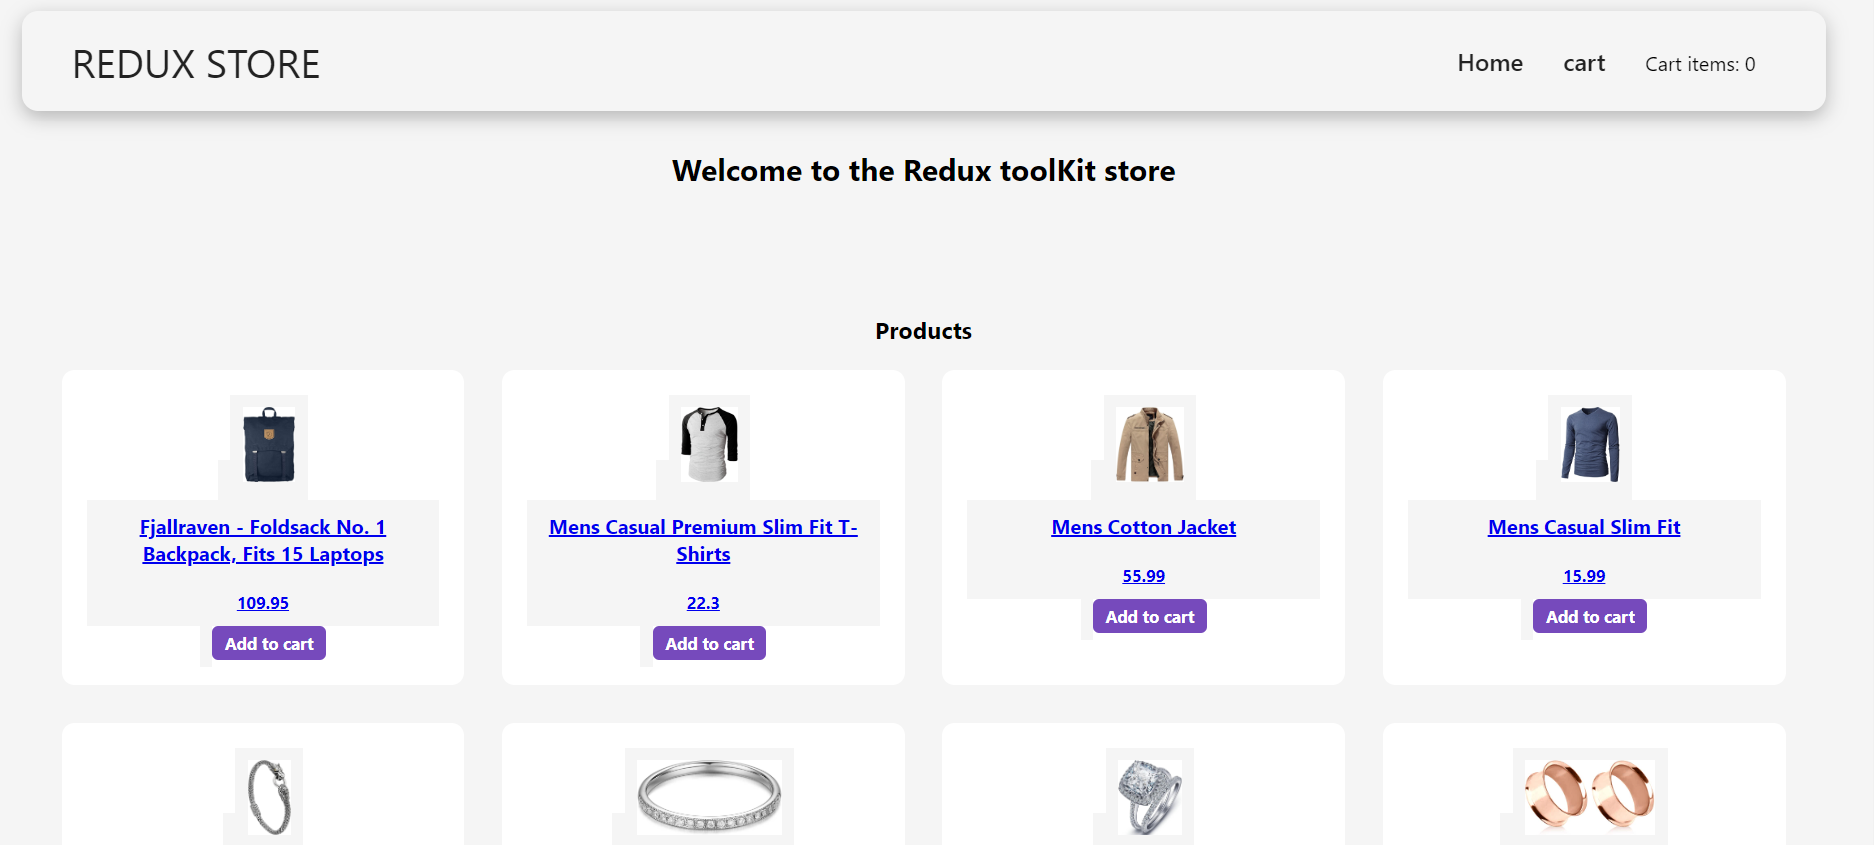 REDUX STORE
Home cart Cart items: 0
Welcome to the Redux toolKit store
Products
Fjallraven - Foldsack No. 1
Backpack, Fits 15 Laptops
109.95
Add to cart
Mens Casual Premium Slim Fit T-
Shirts
22.3
Add to cart
Mens Cotton Jacket
55.99
Add to cart
Mens Casual Slim Fit
15.99
Add to cart